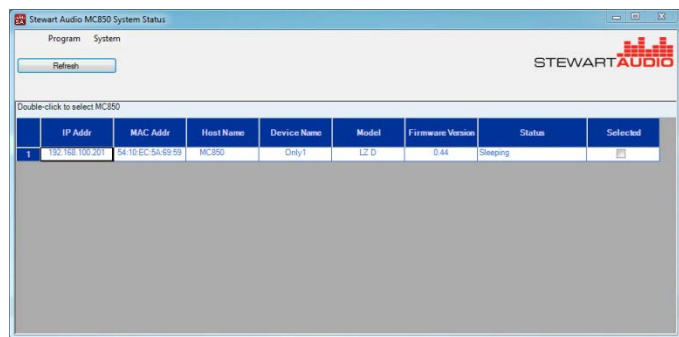 Stewart Audio MC850 System Status
Program System
Refresh
STEWARTAUDIO
Double-click to select MC850
IP Addr MAC Addr Host Name Device Name Model Firmware Version Status Selected
1 192.168.100.201 54:10:EC:5A:69:59 MC850 Only1 LZ D 0.44 Sleeping